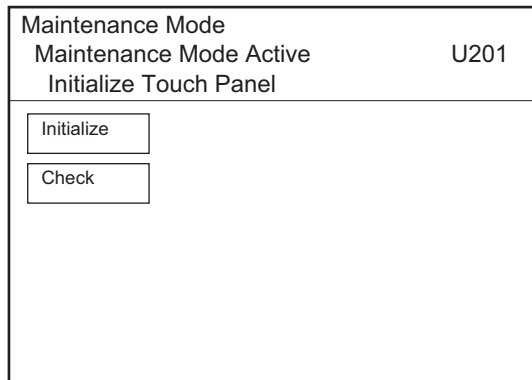 Maintenance Mode
Maintenance Mode Active U201
Initialize Touch Panel
Initialize
Check